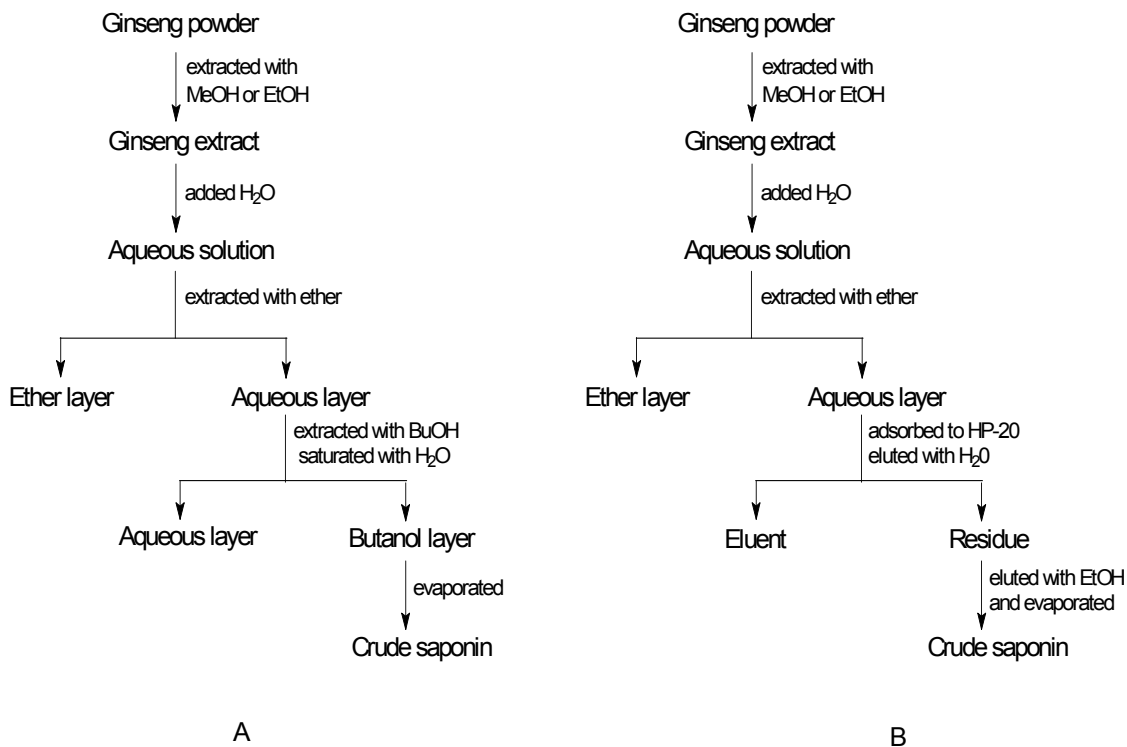 Ginseng powder
extracted with
MeOH or EtOH
Ginseng extract
added H₂O
Aqueous solution
extracted with ether
Ether layer
Aqueous layer
extracted with BuOH
saturated with H₂O
Aqueous layer
Butanol layer
evaporated
Crude saponin
A
Ginseng powder
extracted with
MeOH or EtOH
Ginseng extract
added H₂O
Aqueous solution
extracted with ether
Ether layer
Aqueous layer
adsorbed to HP-20
eluted with H₂0
Eluent
Residue
eluted with EtOH
and evaporated
Crude saponin
B